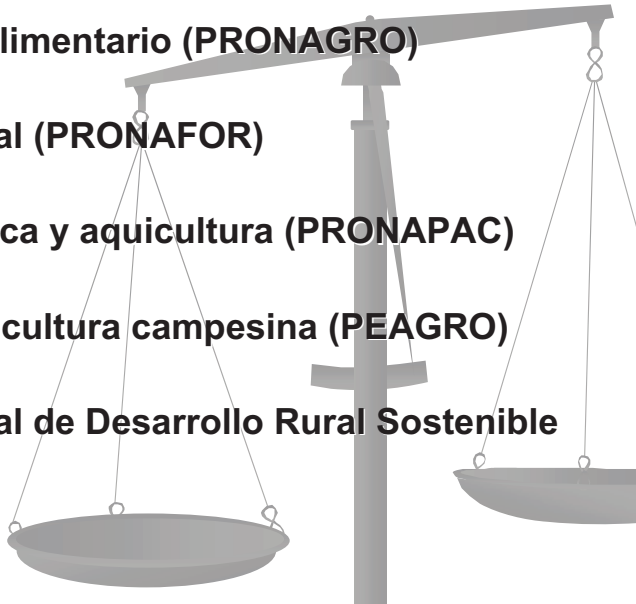 limentario (PRONAGRO)
al (PRONAFOR)
ca y aquicultura (PRONAPAC)
cultura campesina (PEAGRO)
al de Desarrollo Rural Sostenible